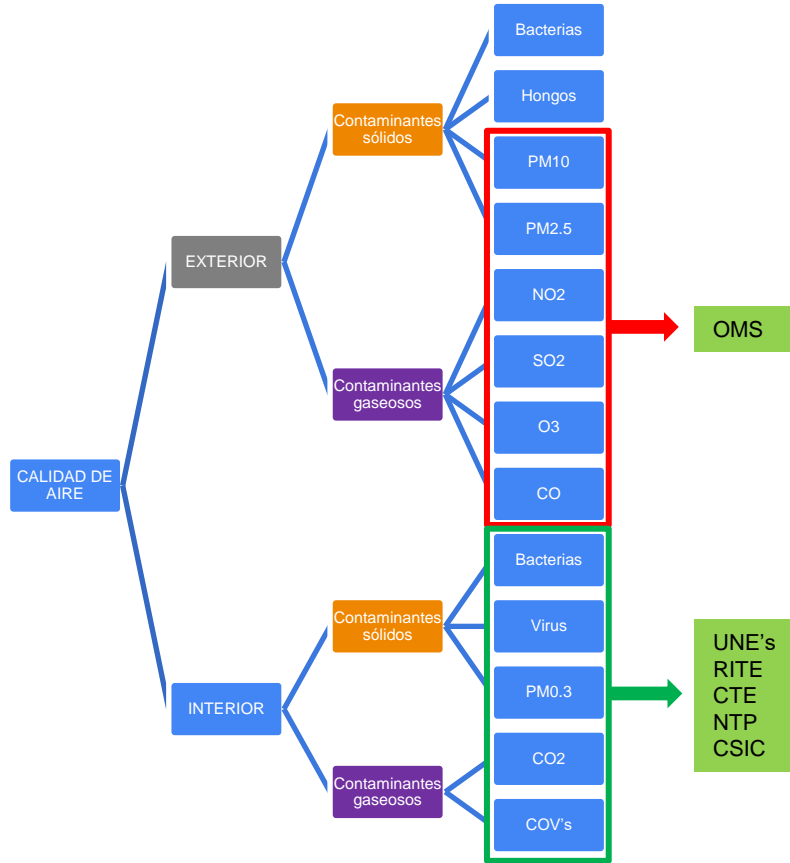 CALIDAD DE
AIRE
EXTERIOR
Contaminantes
sólidos
Bacterias
Hongos
PM10
PM2.5
Contaminantes
gaseosos
NO2
SO2
O3
CO
OMS
INTERIOR
Contaminantes
sólidos
Bacterias
Virus
PM0.3
Contaminantes
gaseosos
CO2
COV's
UNE's
RITE
CTE
NTP
CSIC